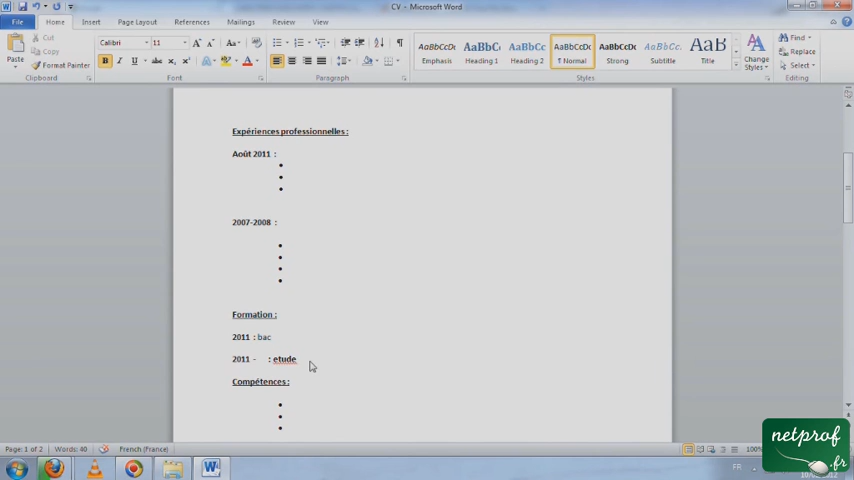 CV - Microsoft Word
File Home Insert Page Layout References Mailings Review View
Paste Cut Copy Format Painter
Calibri 11
AaBbCcDc AaBbC AaBbCc AaBbCcDc AaBbCcDc AaBbCc. AaB
Emphasis Heading 1 Heading 2 ¶ Normal Strong Subtitle Title
Change Styles
Find Replace Select
Clipboard Font Paragraph Styles Editing
Expériences professionnelles :
Août 2011 :
2007-2008 :
Formation :
2011 : bac
2011 - : etude
Compétences :
Page: 1 of 2 Words: 40 French (France)
FR
netprof
.fr